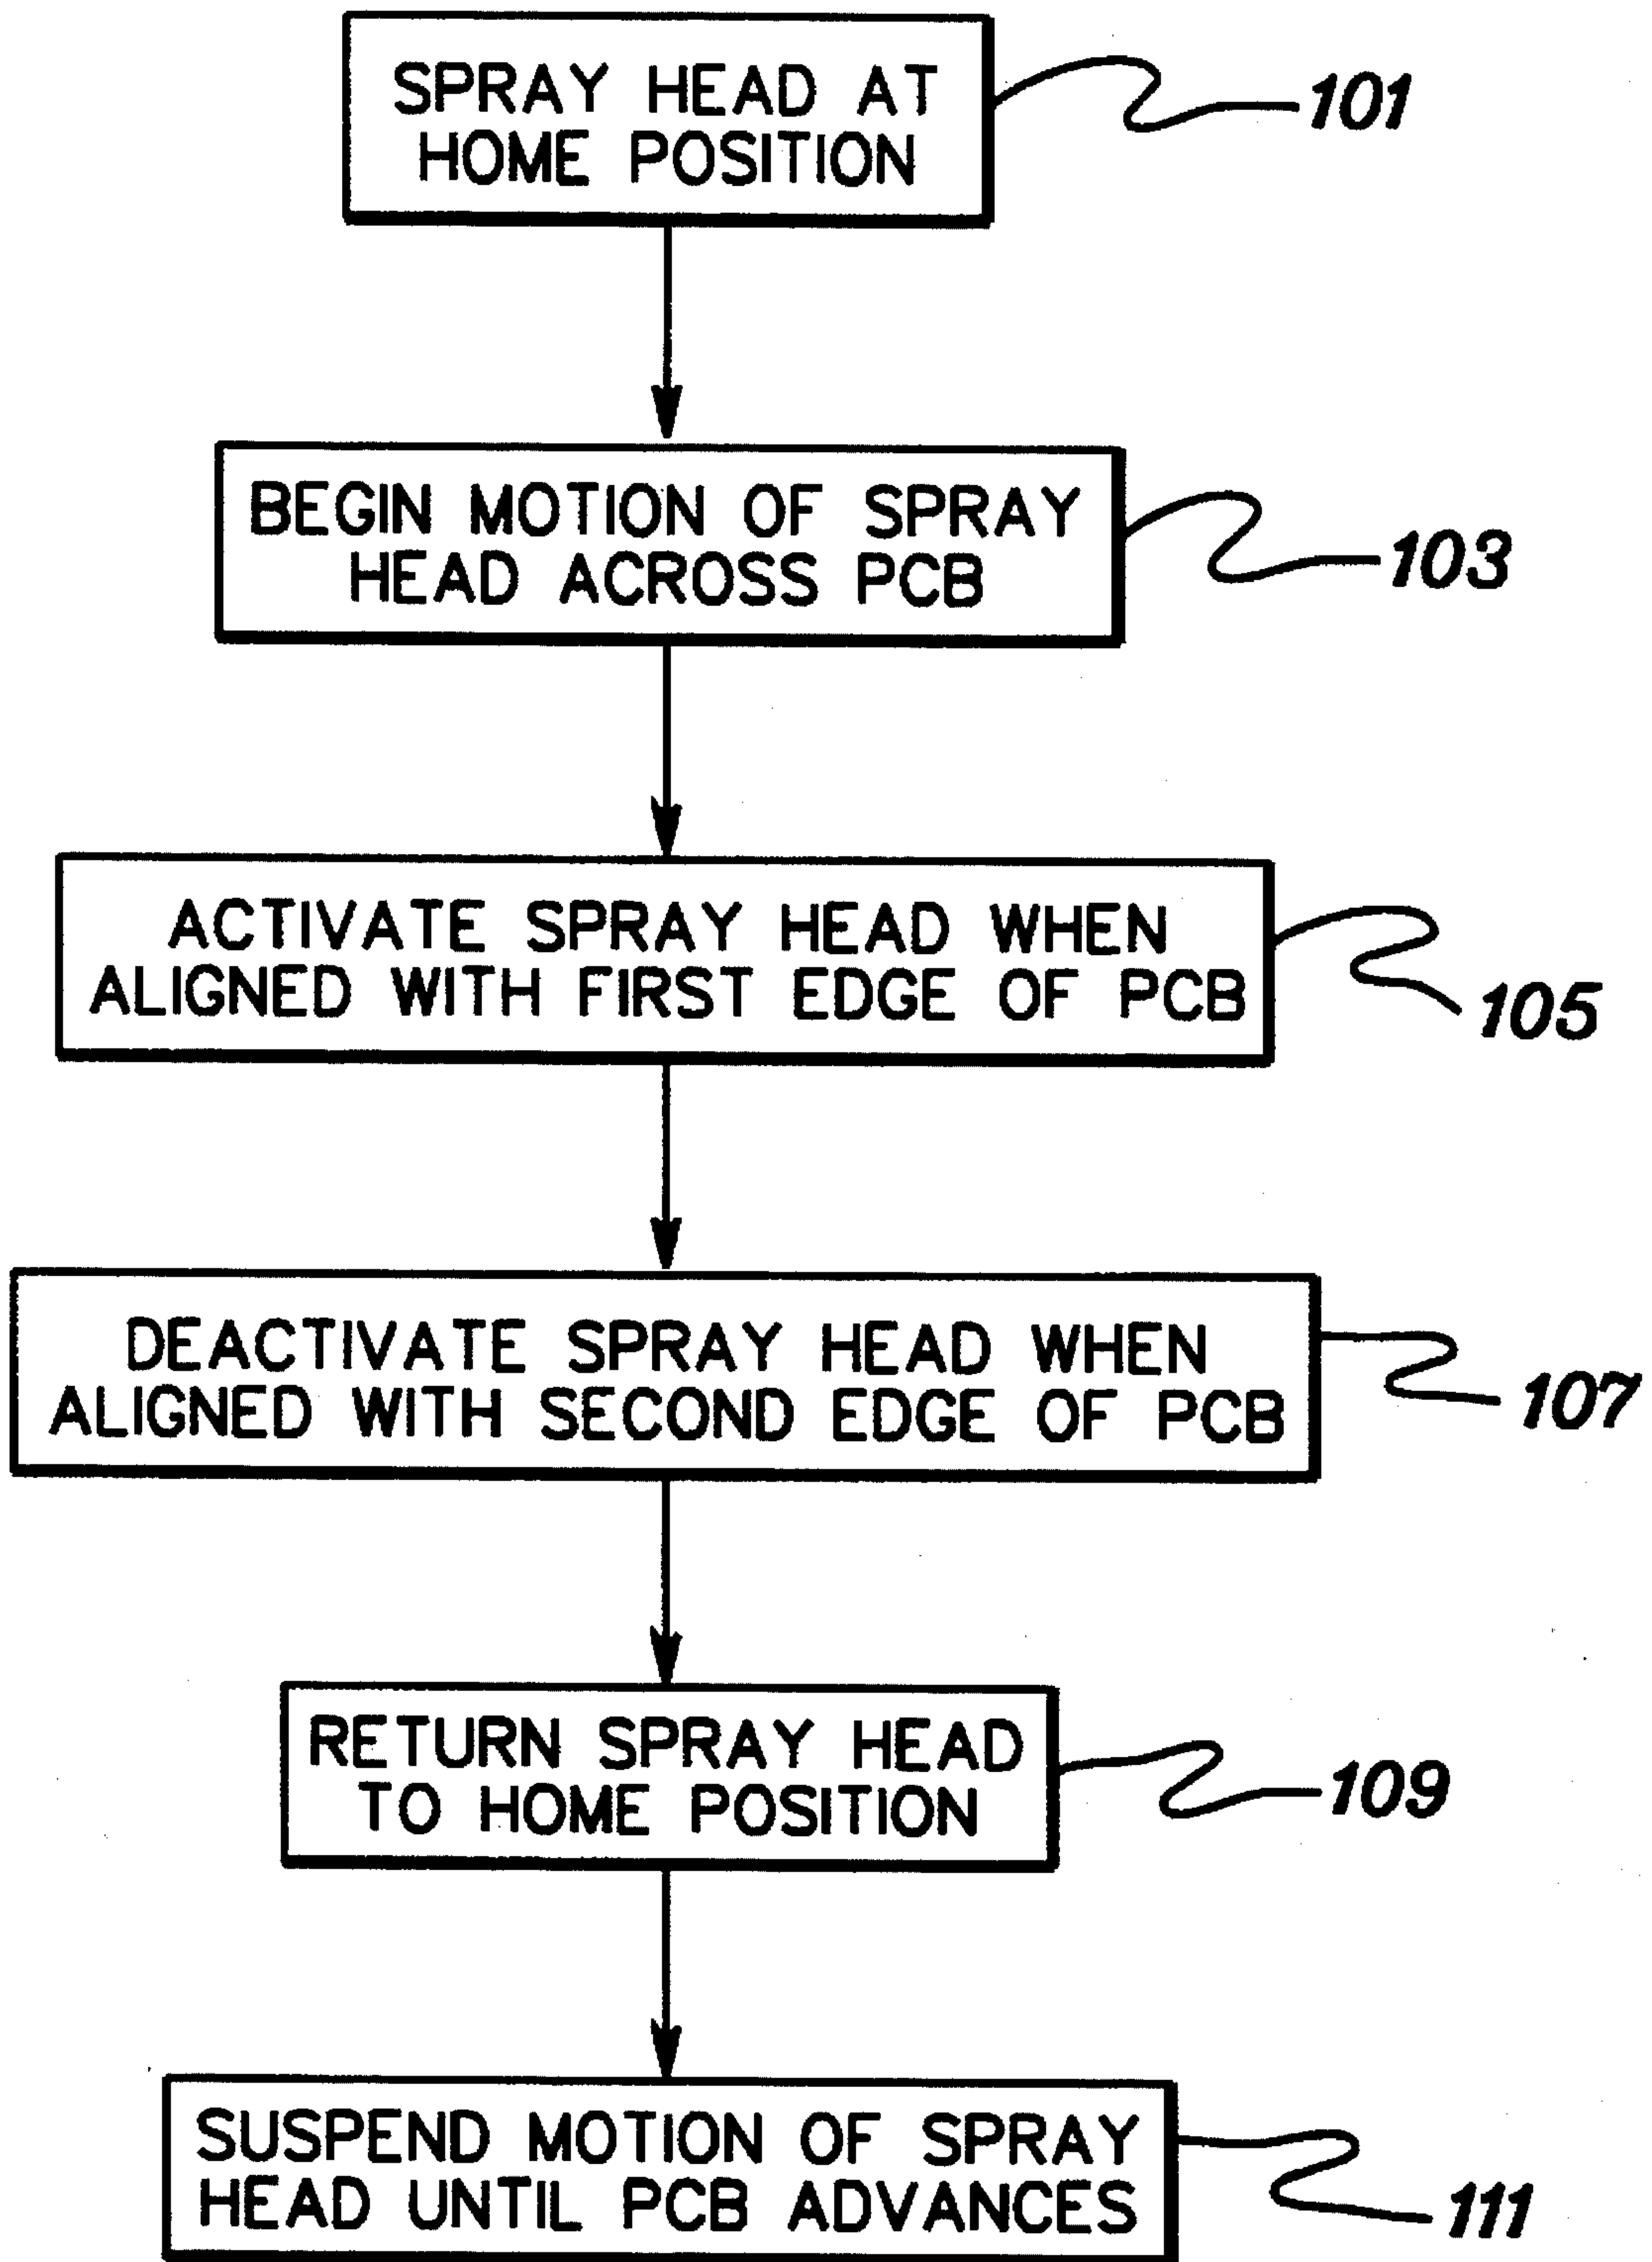 SPRAY HEAD AT
HOME POSITION
101
BEGIN MOTION OF SPRAY
HEAD ACROSS PCB
103
ACTIVATE SPRAY HEAD WHEN
ALIGNED WITH FIRST EDGE OF PCB
105
DEACTIVATE SPRAY HEAD WHEN
ALIGNED WITH SECOND EDGE OF PCB
107
RETURN SPRAY HEAD
TO HOME POSITION
109
SUSPEND MOTION OF SPRAY
HEAD UNTIL PCB ADVANCES
111